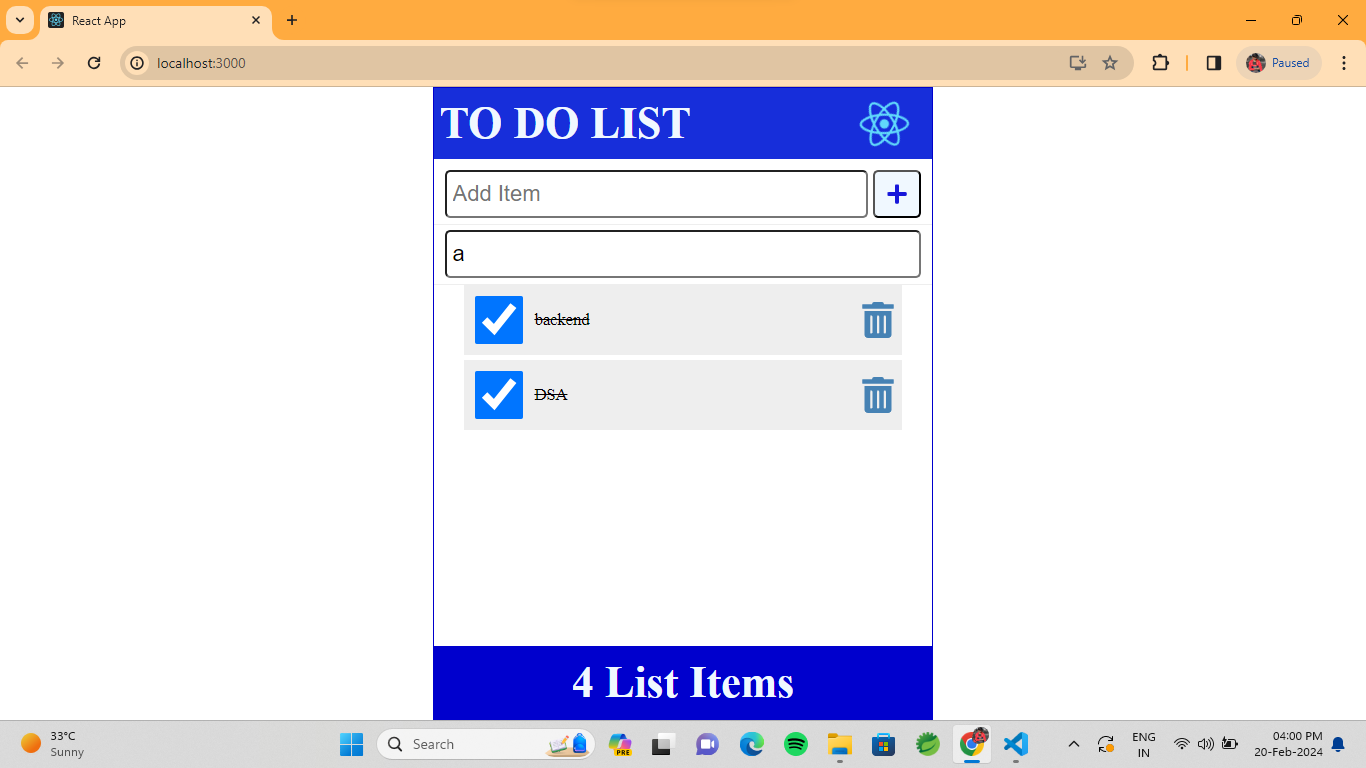 React App
localhost:3000
Paused
TO DO LIST
Add Item
a
backend
DSA
4 List Items
33°C
Sunny
Search
PRE
ENG
IN
04:00 PM
20-Feb-2024